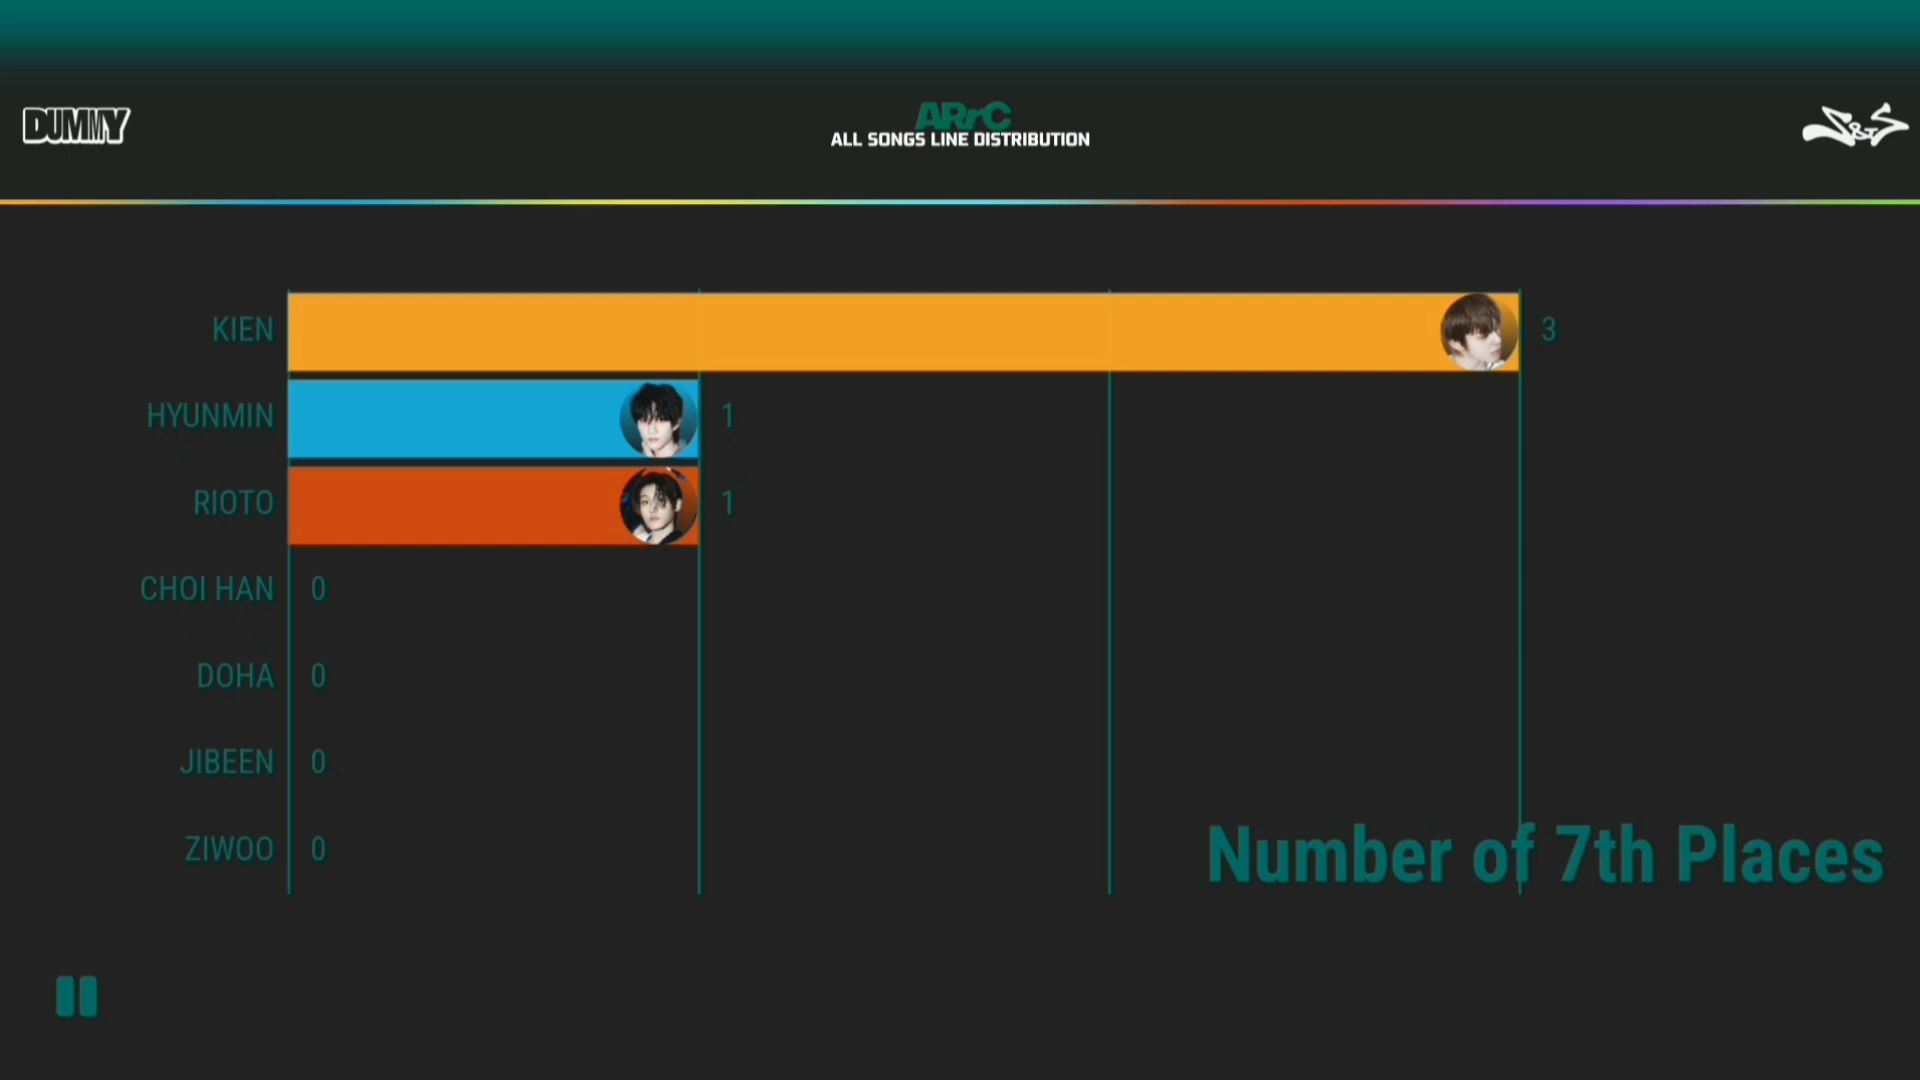 DUMMY
ARrC
ALL SONGS LINE DISTRIBUTION
S&S
KIEN 3
HYUNMIN 1
RIOTO 1
CHOI HAN 0
DOHA 0
JIBEEN 0
ZIWOO 0
Number of 7th Places